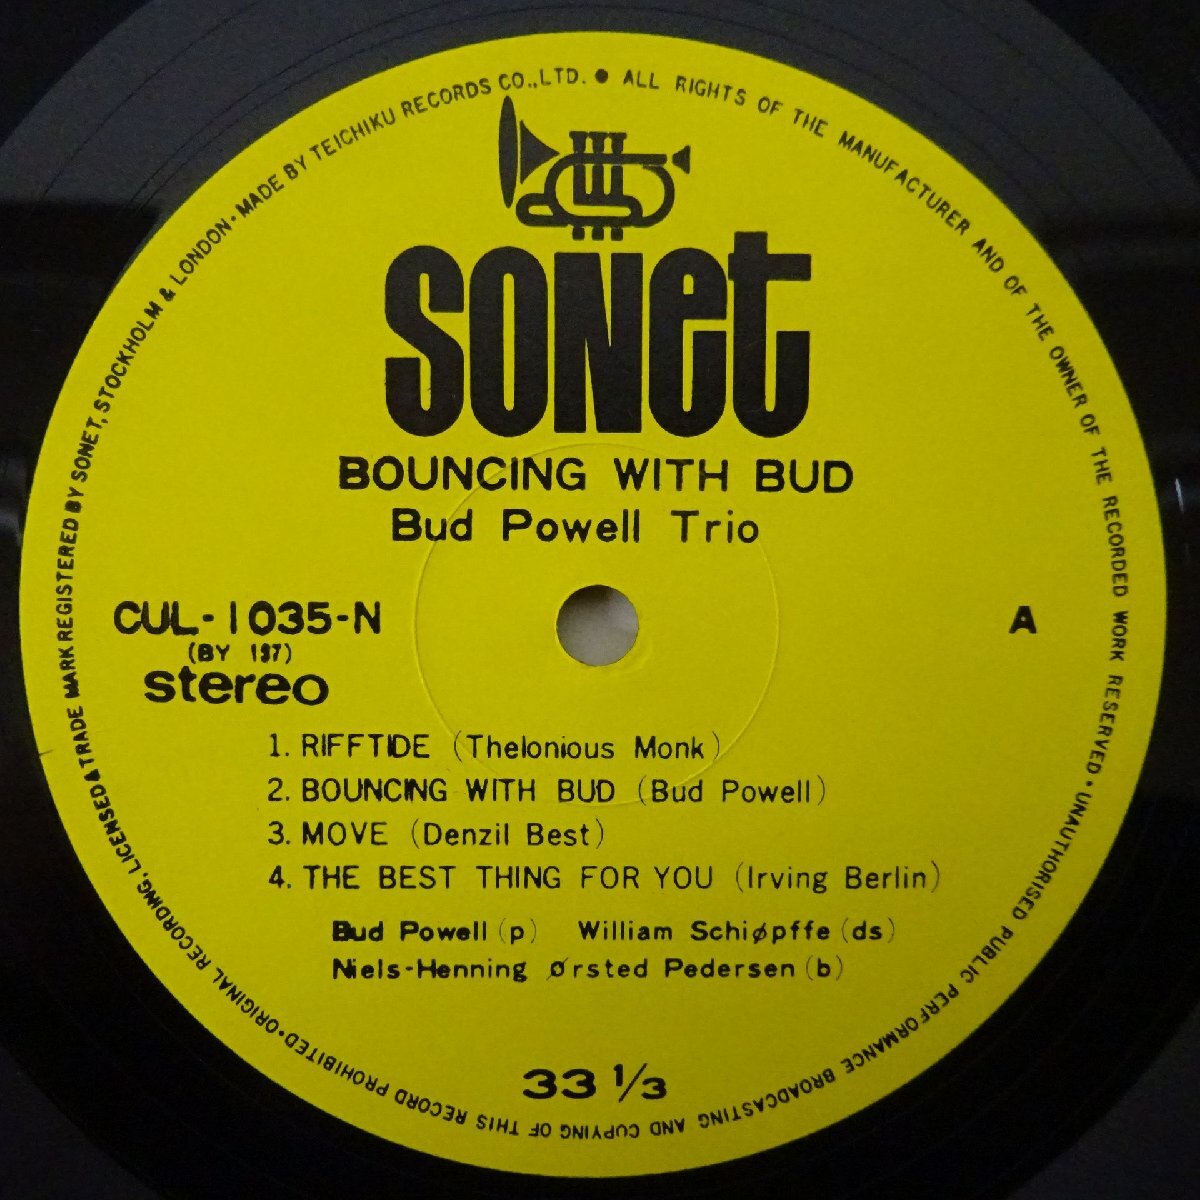 ORIGINAL RECORDING, LICENSED & TRADE MARK REGISTERED BY SONET, STOCKHOLM & LONDON • MADE BY TEICHIKU RECORDS CO., LTD. • ALL RIGHTS OF THE MANUFACTURER AND OF THE OWNER OF THE RECORDED WORK RESERVED • UNAUTHORISED PUBLIC PERFORMANCE BROADCASTING AND COPYING OF THIS RECORD PROHIBITED •
sonet
BOUNCING WITH BUD
Bud Powell Trio
CUL-1035-N
A
(BY 137)
stereo
1. RIFFTIDE (Thelonious Monk)
2. BOUNCING WITH BUD (Bud Powell)
3. MOVE (Denzil Best)
4. THE BEST THING FOR YOU (Irving Berlin)
Bud Powell (p) William Schiøpffe (ds)
Niels-Henning Ørsted Pedersen (b)
33 1/3